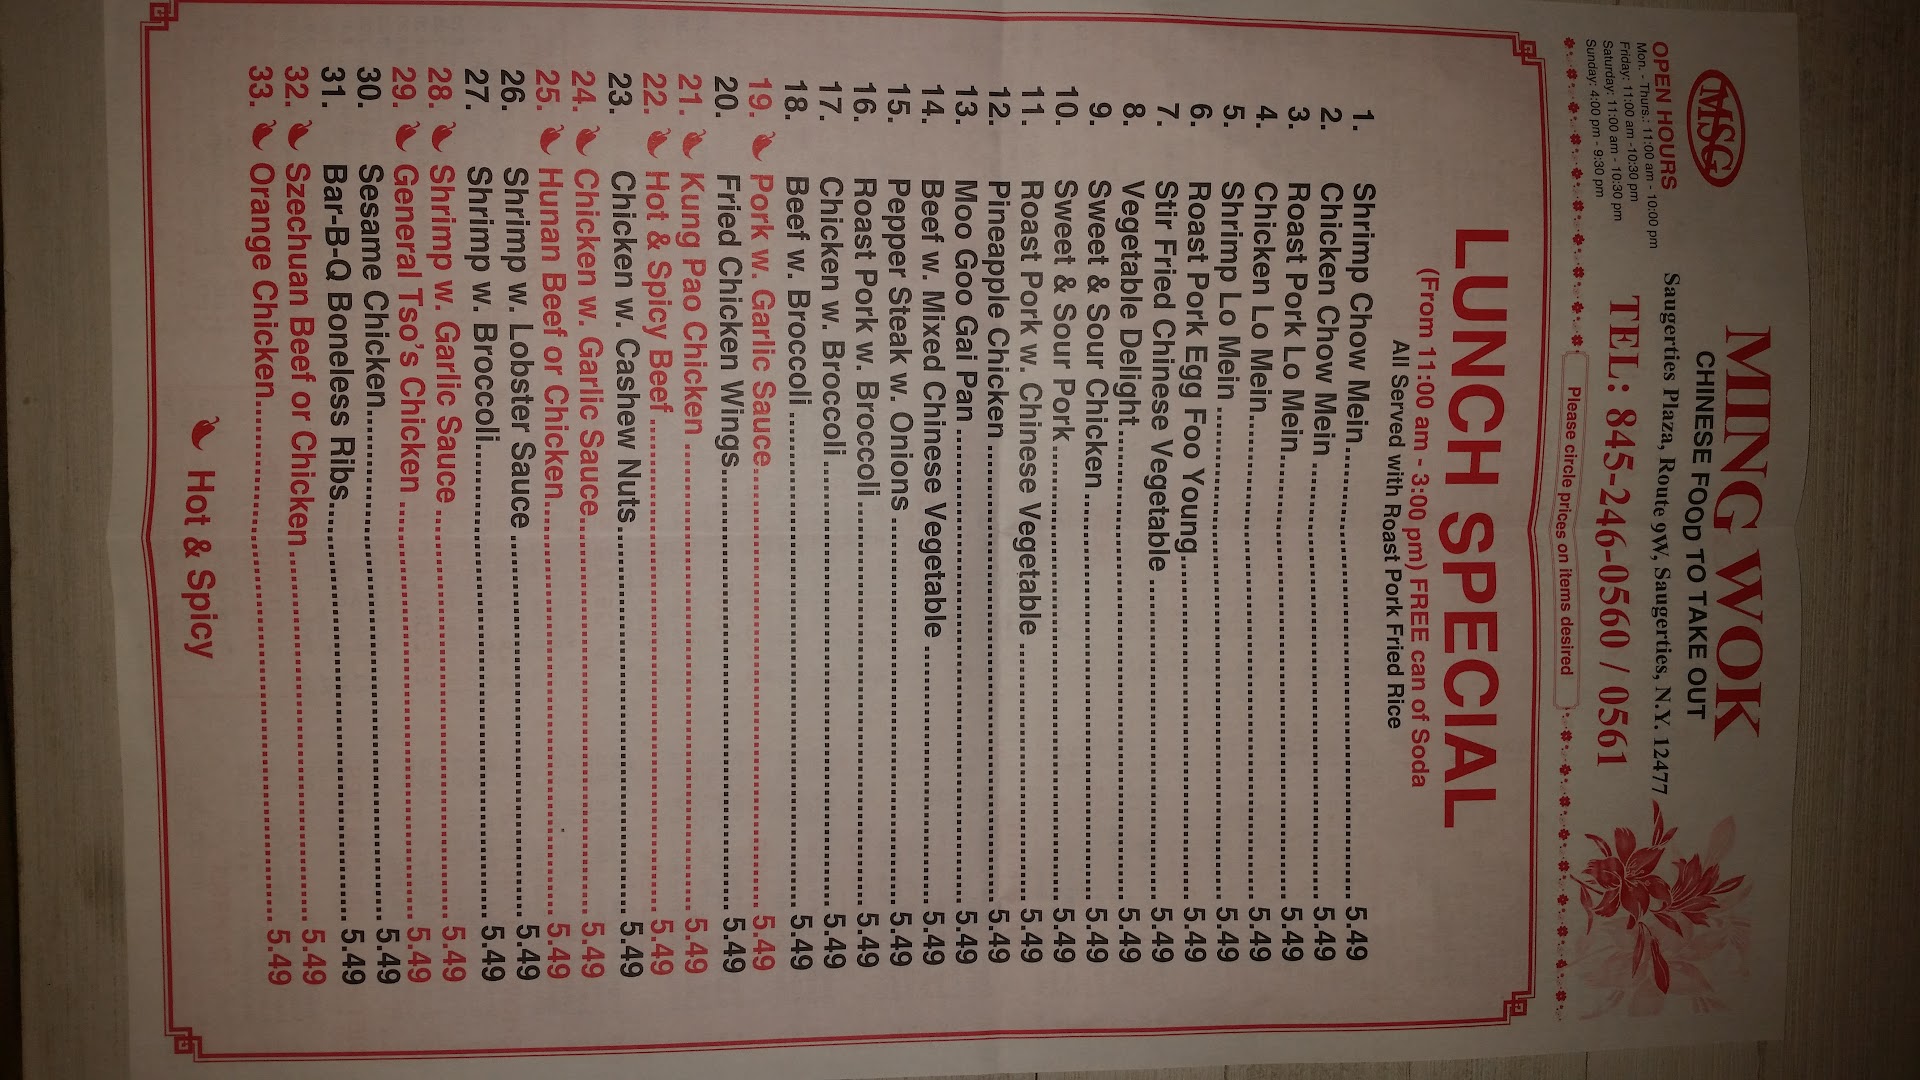 MING WOK
CHINESE FOOD TO TAKE OUT
Saugerties Plaza, Route 9W, Saugerties, N.Y. 12477
TEL: 845-246-0560 / 0561
MSG
OPEN HOURS
Mon. - Thurs.: 11:00 am - 10:00 pm
Friday: 11:00 am -10:30 pm
Saturday: 11:00 am - 10:30 pm
Sunday: 4:00 pm - 9:30 pm
Please circle prices on items desired
LUNCH SPECIAL
(From 11:00 am - 3:00 pm) FREE can of Soda
All Served with Roast Pork Fried Rice
1. Shrimp Chow Mein 5.49
2. Chicken Chow Mein 5.49
3. Roast Pork Lo Mein 5.49
4. Chicken Lo Mein 5.49
5. Shrimp Lo Mein 5.49
6. Roast Pork Egg Foo Young 5.49
7. Stir Fried Chinese Vegetable 5.49
8. Vegetable Delight 5.49
9. Sweet & Sour Chicken 5.49
10. Sweet & Sour Pork 5.49
11. Roast Pork w. Chinese Vegetable 5.49
12. Pineapple Chicken 5.49
13. Moo Goo Gai Pan 5.49
14. Beef w. Mixed Chinese Vegetable 5.49
15. Pepper Steak w. Onions 5.49
16. Roast Pork w. Broccoli 5.49
17. Chicken w. Broccoli 5.49
18. Beef w. Broccoli 5.49
19. Pork w. Garlic Sauce 5.49
20. Fried Chicken Wings 5.49
21. Kung Pao Chicken 5.49
22. Hot & Spicy Beef 5.49
23. Chicken w. Cashew Nuts 5.49
24. Chicken w. Garlic Sauce 5.49
25. Hunan Beef or Chicken 5.49
26. Shrimp w. Lobster Sauce 5.49
27. Shrimp w. Broccoli 5.49
28. Shrimp w. Garlic Sauce 5.49
29. General Tso's Chicken 5.49
30. Sesame Chicken 5.49
31. Bar-B-Q Boneless Ribs 5.49
32. Szechuan Beef or Chicken 5.49
33. Orange Chicken 5.49
Hot & Spicy